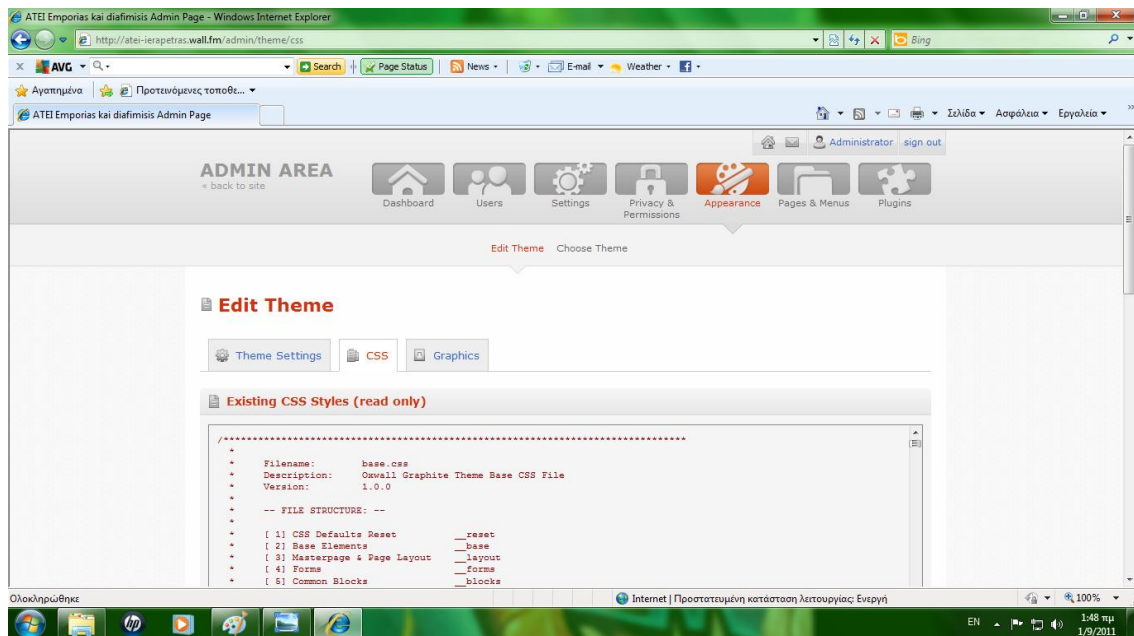 ATEI Emporias kai diafimisis Admin Page - Windows Internet Explorer
http://atei-ierapetras.wall.fm/admin/theme/css
Bing
x AVG Search Page Status News E-mail Weather
Αγαπημένα Προτεινόμενες τοποθε...
ATEI Emporias kai diafimisis Admin Page Σελίδα Ασφάλεια Εργαλεία »
Administrator sign out
ADMIN AREA
« back to site
Dashboard Users Settings Privacy & Permissions Appearance Pages & Menus Plugins
Edit Theme Choose Theme
Edit Theme
Theme Settings CSS Graphics
Existing CSS Styles (read only)
/********************************************************************************
*
* Filename: base.css
* Description: Oxwall Graphite Theme Base CSS File
* Version: 1.0.0
*
* -- FILE STRUCTURE: --
*
* [ 1] CSS Defaults Reset __reset
* [ 2] Base Elements __base
* [ 3] Masterpage & Page Layout __layout
* [ 4] Forms __forms
* [ 5] Common Blocks __blocks
Ολοκληρώθηκε Internet | Προστατευμένη κατάσταση λειτουργίας: Ενεργή 100%
hp EN 1:48 πμ
1/9/2011